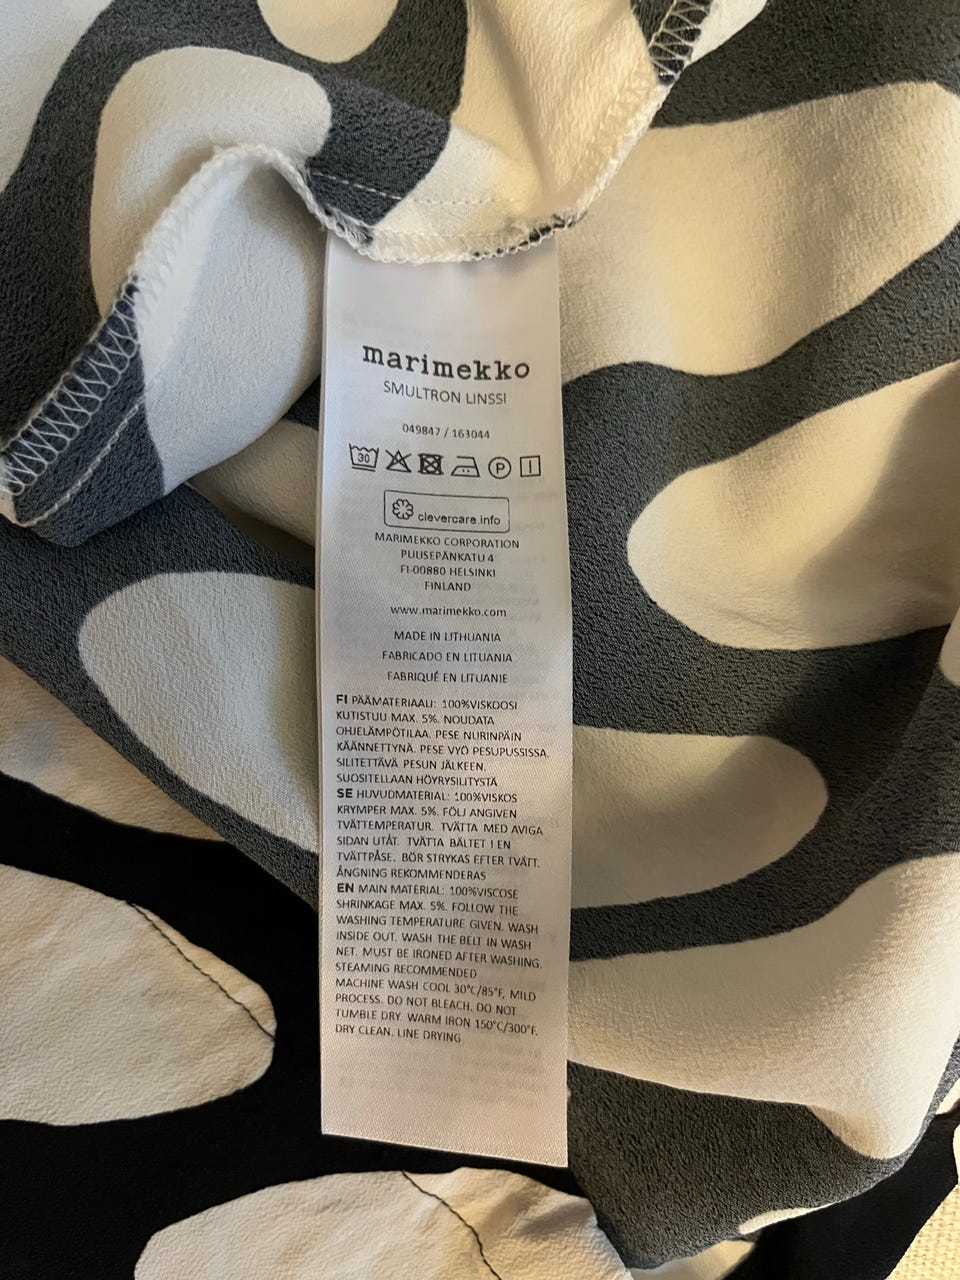 marimekko
SMULTRON LINSSI
049847 / 163044
30 P
clevercare.info
MARIMEKKO CORPORATION
PUUSEPÄNKATU 4
FI-00880 HELSINKI
FINLAND
www.marimekko.com
MADE IN LITHUANIA
FABRICADO EN LITUANIA
FABRIQUÉ EN LITUANIE
FI PÄÄMATERIAALI: 100%VISKOOSI
KUTISTUU MAX. 5%. NOUDATA
OHJELÄMPÖTILAA. PESE NURINPÄIN
KÄÄNNETTYNÄ. PESE VYÖ PESUPUSSISSA.
SILITETTÄVÄ PESUN JÄLKEEN.
SUOSITELLAAN HÖYRYSILITYSTÄ
SE HUVUDMATERIAL: 100%VISKOS
KRYMPER MAX. 5%. FÖLJ ANGIVEN
TVÄTTEMPERATUR. TVÄTTA MED AVIGA
SIDAN UTÅT. TVÄTTA BÄLTET I EN
TVÄTTPÅSE. BÖR STRYKAS EFTER TVÄTT.
ÅNGNING REKOMMENDERAS
EN MAIN MATERIAL: 100%VISCOSE
SHRINKAGE MAX. 5%. FOLLOW THE
WASHING TEMPERATURE GIVEN. WASH
INSIDE OUT. WASH THE BELT IN WASH
NET. MUST BE IRONED AFTER WASHING.
STEAMING RECOMMENDED
MACHINE WASH COOL 30°C/85°F, MILD
PROCESS. DO NOT BLEACH. DO NOT
TUMBLE DRY. WARM IRON 150°C/300°F.
DRY CLEAN. LINE DRYING